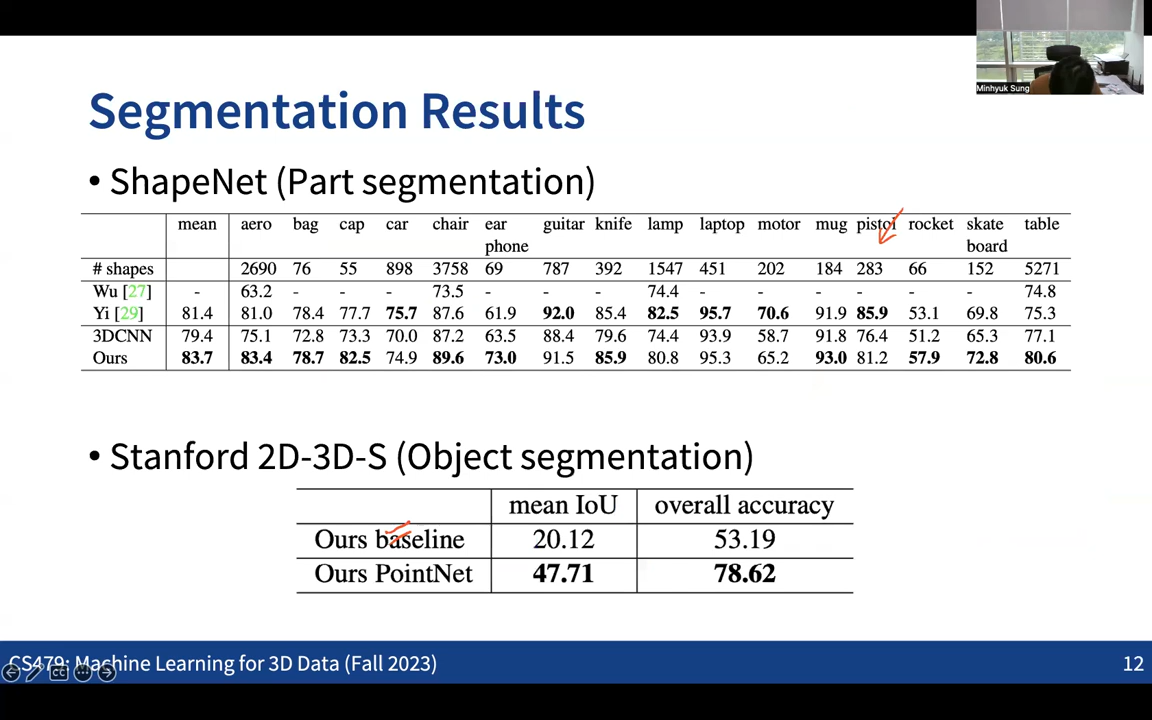 Minhyuk Sung
Segmentation Results
• ShapeNet (Part segmentation)
mean aero bag cap car chair ear phone guitar knife lamp laptop motor mug pistol rocket skate board table
# shapes 2690 76 55 898 3758 69 787 392 1547 451 202 184 283 66 152 5271
Wu [27] - 63.2 - - - 73.5 - - - 74.4 - - - - - - 74.8
Yi [29] 81.4 81.0 78.4 77.7 75.7 87.6 61.9 92.0 85.4 82.5 95.7 70.6 91.9 85.9 53.1 69.8 75.3
3DCNN 79.4 75.1 72.8 73.3 70.0 87.2 63.5 88.4 79.6 74.4 93.9 58.7 91.8 76.4 51.2 65.3 77.1
Ours 83.7 83.4 78.7 82.5 74.9 89.6 73.0 91.5 85.9 80.8 95.3 65.2 93.0 81.2 57.9 72.8 80.6
• Stanford 2D-3D-S (Object segmentation)
mean IoU overall accuracy
Ours baseline 20.12 53.19
Ours PointNet 47.71 78.62
CS479: Machine Learning for 3D Data (Fall 2023) 12